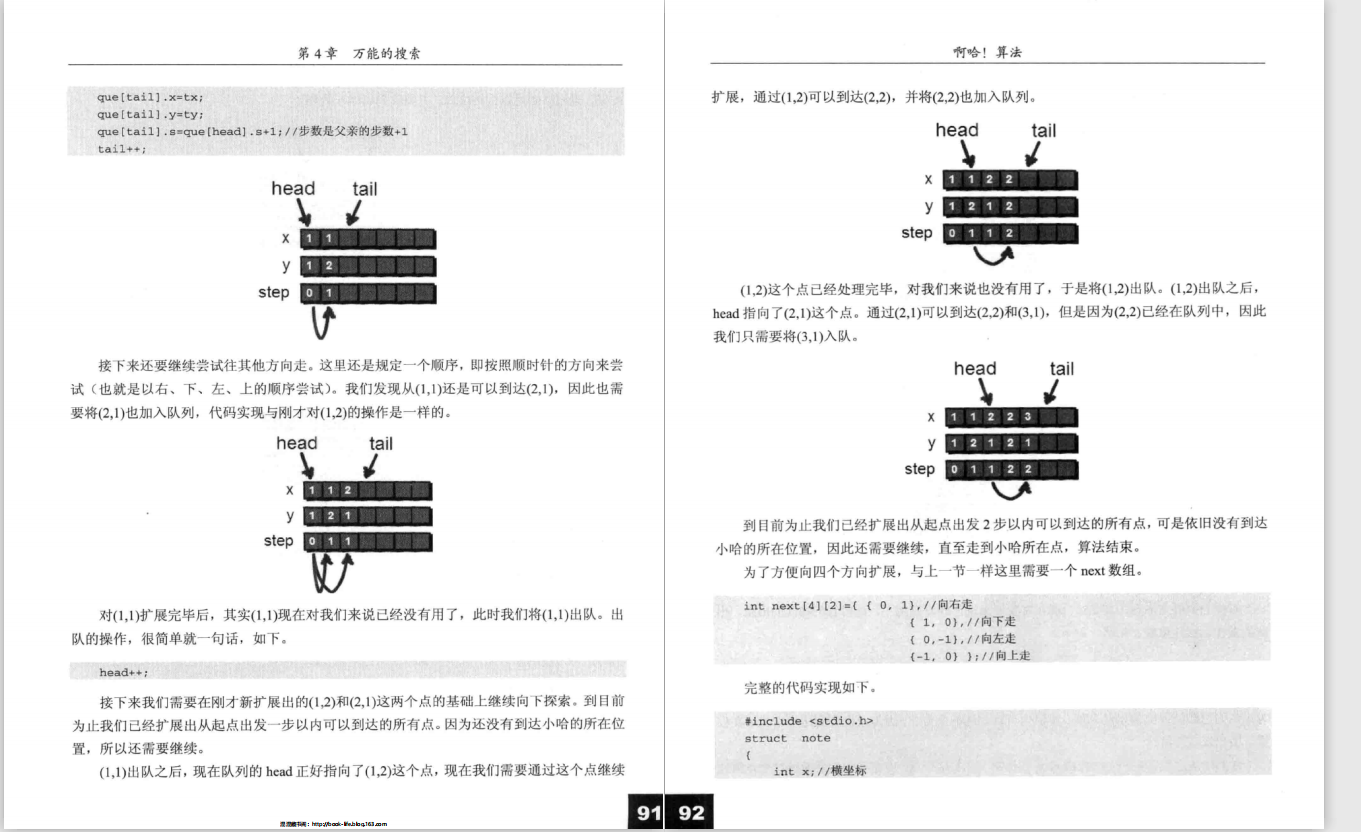 第 4 章 万能的搜索
que[tail].x=tx;
que[tail].y=ty;
que[tail].s=que[head].s+1;//步数是父亲的步数+1
tail++;
head tail
x 1 1
y 1 2
step 0 1
接下来还要继续尝试往其他方向走。这里还是规定一个顺序，即按照顺时针的方向来尝
试（也就是以右、下、左、上的顺序尝试）。我们发现从(1,1)还是可以到达(2,1)，因此也需
要将(2,1)也加入队列，代码实现与刚才对(1,2)的操作是一样的。
head tail
x 1 1 2
y 1 2 1
step 0 1 1
对(1,1)扩展完毕后，其实(1,1)现在对我们来说已经没有用了，此时我们将(1,1)出队。出
队的操作，很简单就一句话，如下。
head++;
接下来我们需要在刚才新扩展出的(1,2)和(2,1)这两个点的基础上继续向下探索。到目前
为止我们已经扩展出从起点出发一步以内可以到达的所有点。因为还没有到达小哈的所在位
置，所以还需要继续。
(1,1)出队之后，现在队列的 head 正好指向了(1,2)这个点，现在我们需要通过这个点继续
91
http://book-life.blog.163.com
啊哈！算法
扩展，通过(1,2)可以到达(2,2)，并将(2,2)也加入队列。
head tail
x 1 1 2 2
y 1 2 1 2
step 0 1 1 2
(1,2)这个点已经处理完毕，对我们来说也没有用了，于是将(1,2)出队。(1,2)出队之后，
head 指向了(2,1)这个点。通过(2,1)可以到达(2,2)和(3,1)，但是因为(2,2)已经在队列中，因此
我们只需要将(3,1)入队。
head tail
x 1 1 2 2 3
y 1 2 1 2 1
step 0 1 1 2 2
到目前为止我们已经扩展出从起点出发 2 步以内可以到达的所有点，可是依旧没有到达
小哈的所在位置，因此还需要继续，直至走到小哈所在点，算法结束。
为了方便向四个方向扩展，与上一节一样这里需要一个 next 数组。
int next[4][2]={ { 0, 1},//向右走
{ 1, 0},//向下走
{ 0,-1},//向左走
{-1, 0} };//向上走
完整的代码实现如下。
#include <stdio.h>
struct note
{
int x;//横坐标
92